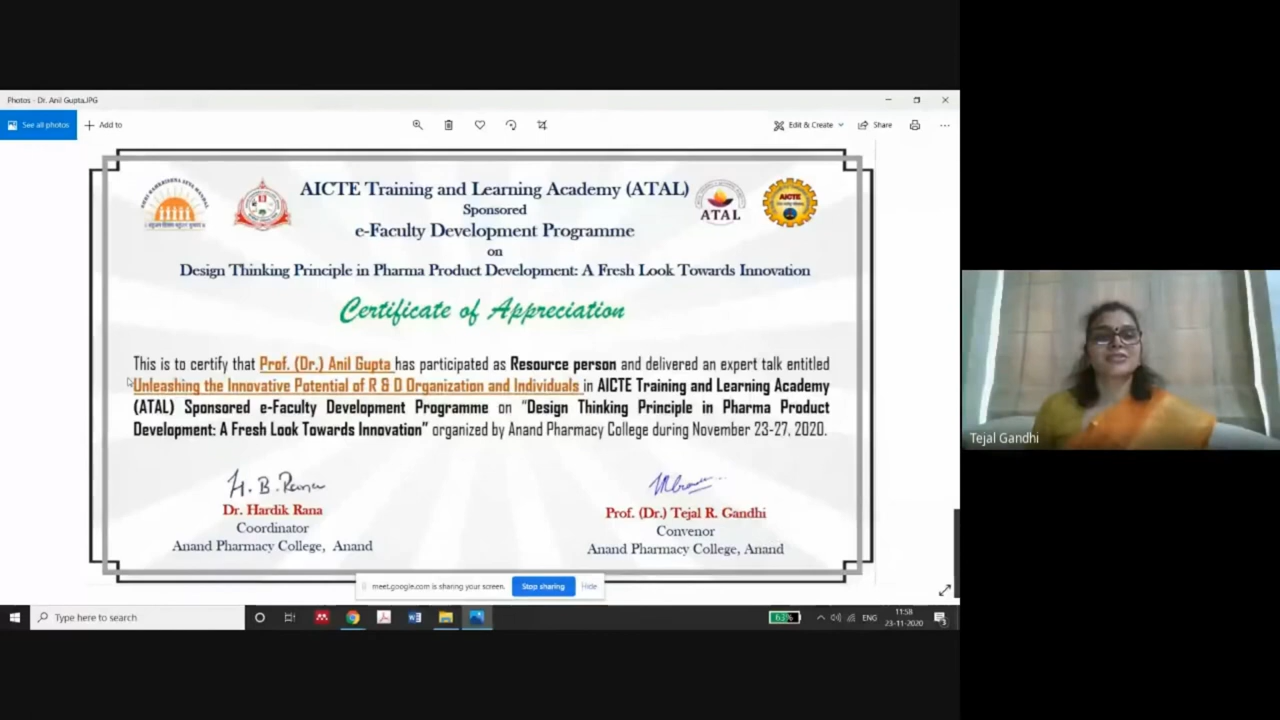 Photos - Dr. Anil Gupta.JPG
See all photos
Add to
Edit & Create
Share
AICTE Training and Learning Academy (ATAL)
Sponsored
e-Faculty Development Programme
on
Design Thinking Principle in Pharma Product Development: A Fresh Look Towards Innovation
ATAL
AICTE
Certificate of Appreciation
This is to certify that Prof. (Dr.) Anil Gupta has participated as Resource person and delivered an expert talk entitled
Unleashing the Innovative Potential of R & D Organization and Individuals in AICTE Training and Learning Academy
(ATAL) Sponsored e-Faculty Development Programme on “Design Thinking Principle in Pharma Product
Development: A Fresh Look Towards Innovation” organized by Anand Pharmacy College during November 23-27, 2020.
H. B. Rana
Dr. Hardik Rana
Coordinator
Anand Pharmacy College, Anand
Prof. (Dr.) Tejal R. Gandhi
Convenor
Anand Pharmacy College, Anand
meet.google.com is sharing your screen.
Stop sharing
Hide
Type here to search
63%
ENG
11:58
23-11-2020
Tejal Gandhi